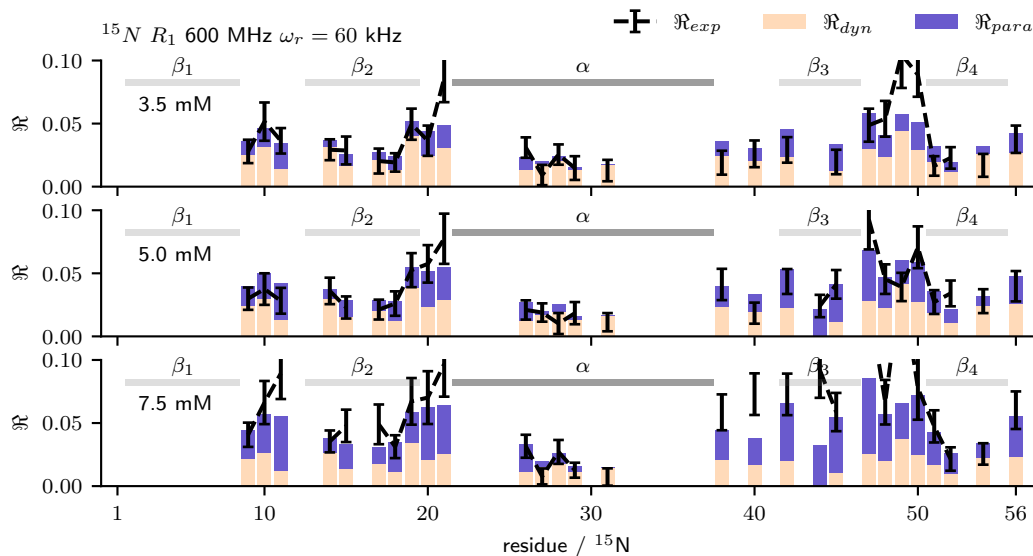 ¹⁵N R₁ 600 MHz ωᵣ = 60 kHz
ℜexp ℜdyn ℜpara
0.10
β₁ β₂ α β₃ β₄
3.5 mM
ℜ
0.05
0.00
0.10
β₁ β₂ α β₃ β₄
5.0 mM
ℜ
0.05
0.00
0.10
β₁ β₂ α β₃ β₄
7.5 mM
ℜ
0.05
0.00
1 10 20 30 40 50 56
residue / ¹⁵N